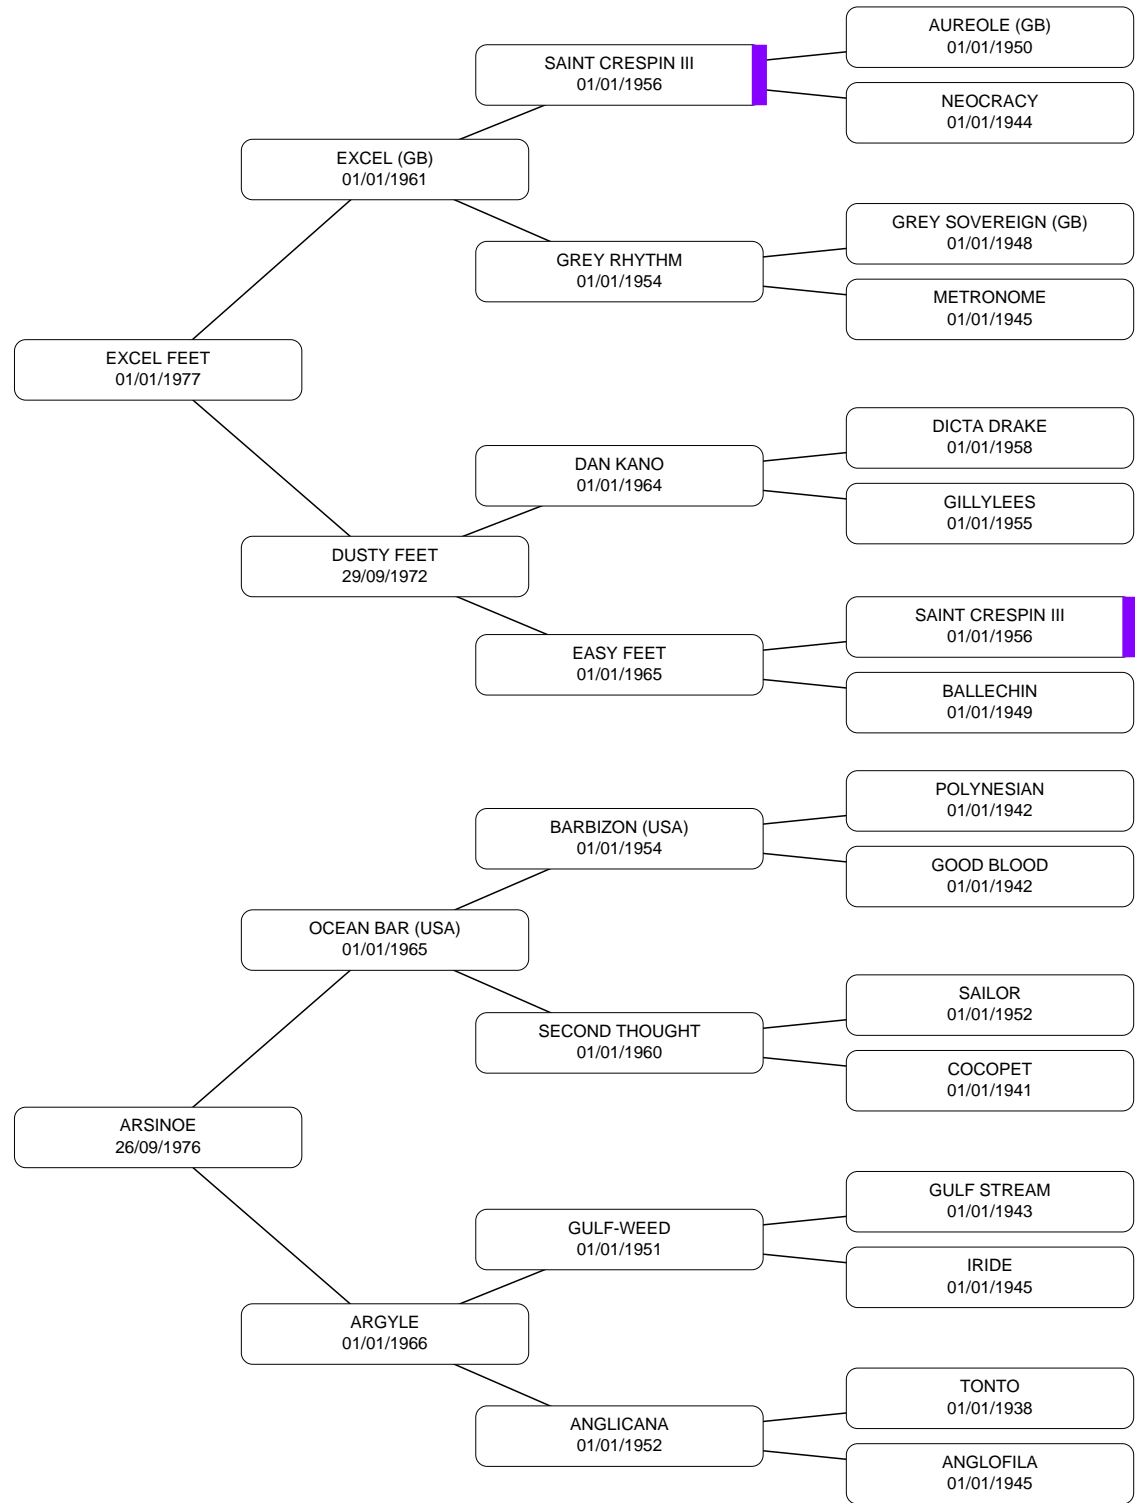 AUREOLE (GB)
01/01/1950
SAINT CRESPIN III
01/01/1956
NEOCRACY
01/01/1944
EXCEL (GB)
01/01/1961
GREY SOVEREIGN (GB)
01/01/1948
GREY RHYTHM
01/01/1954
METRONOME
01/01/1945
EXCEL FEET
01/01/1977
DICTA DRAKE
01/01/1958
DAN KANO
01/01/1964
GILLYLEES
01/01/1955
DUSTY FEET
29/09/1972
SAINT CRESPIN III
01/01/1956
EASY FEET
01/01/1965
BALLECHIN
01/01/1949
POLYNESIAN
01/01/1942
BARBIZON (USA)
01/01/1954
GOOD BLOOD
01/01/1942
OCEAN BAR (USA)
01/01/1965
SAILOR
01/01/1952
SECOND THOUGHT
01/01/1960
COCOPET
01/01/1941
ARSINOE
26/09/1976
GULF STREAM
01/01/1943
GULF-WEED
01/01/1951
IRIDE
01/01/1945
ARGYLE
01/01/1966
TONTO
01/01/1938
ANGLICANA
01/01/1952
ANGLOFILA
01/01/1945